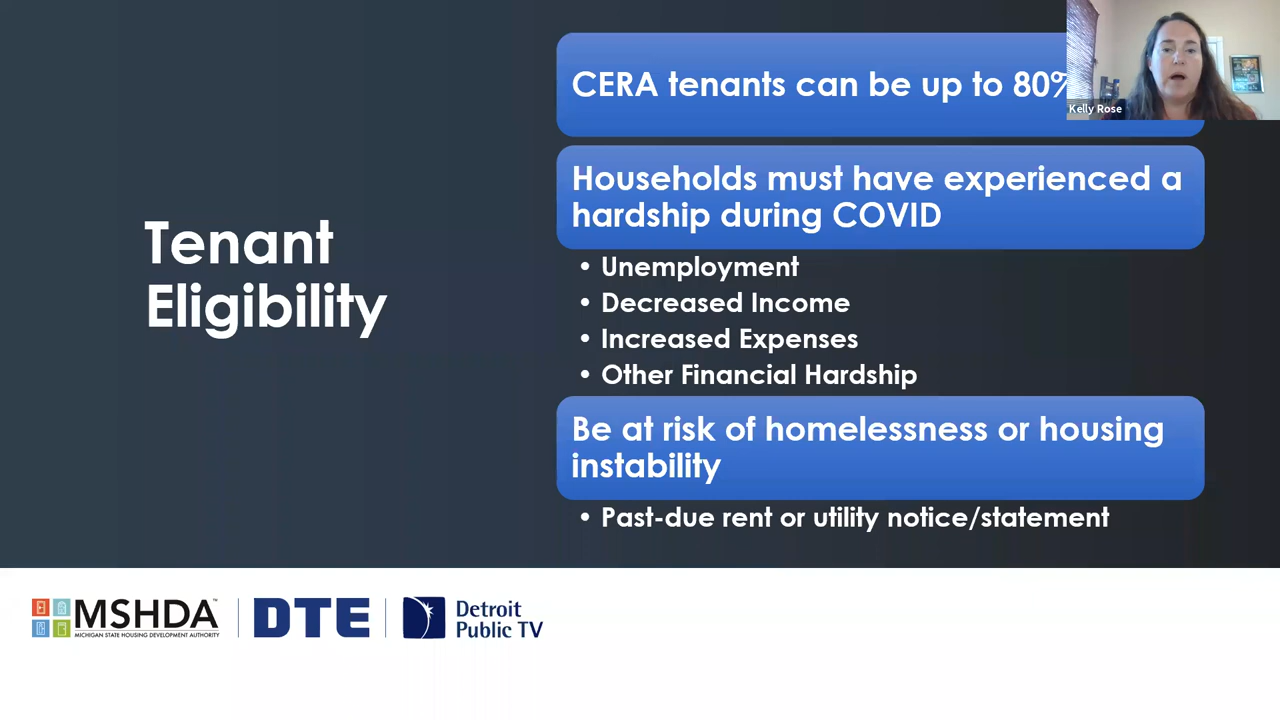 Tenant
Eligibility
CERA tenants can be up to 80%
Kelly Rose
Households must have experienced a
hardship during COVID
• Unemployment
• Decreased Income
• Increased Expenses
• Other Financial Hardship
Be at risk of homelessness or housing
instability
• Past-due rent or utility notice/statement
MSHDA™
MICHIGAN STATE HOUSING DEVELOPMENT AUTHORITY
DTE
Detroit
Public TV